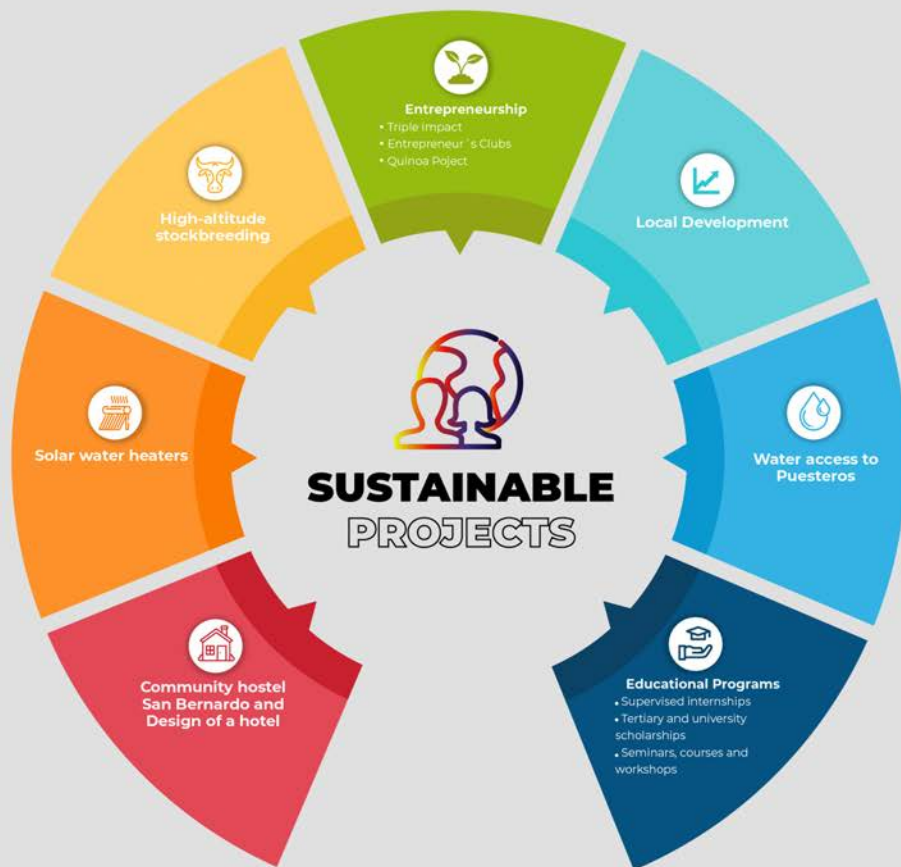 SUSTAINABLE
PROJECTS
Community hostel
San Bernardo and
Design of a hotel
Solar water heaters
High-altitude
stockbreeding
Entrepreneurship
• Triple impact
• Entrepreneur´s Clubs
• Quinoa Poject
Local Development
Water access to
Puesteros
Educational Programs
• Supervised internships
• Tertiary and university
scholarships
• Seminars, courses and
workshops